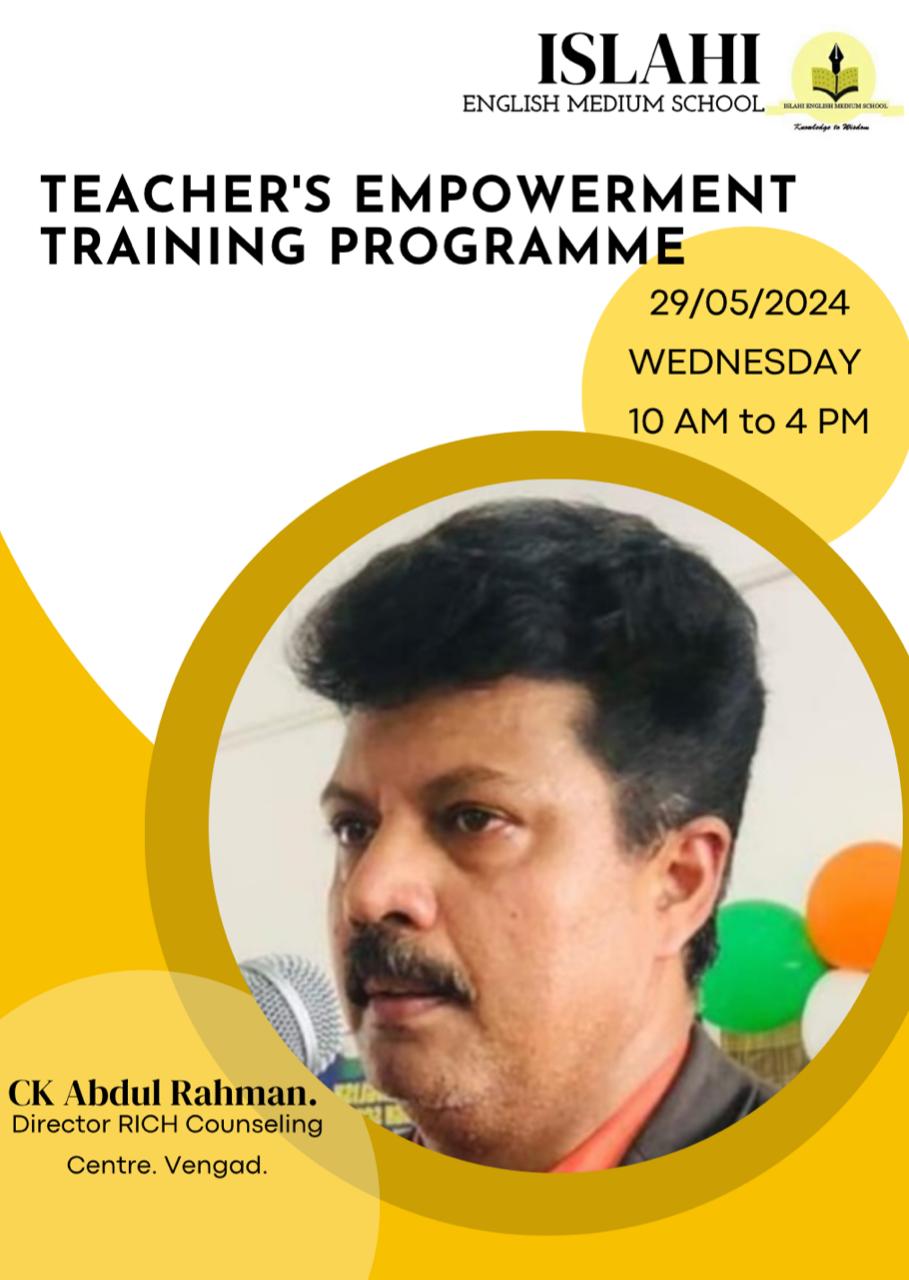 ISLAHI
ENGLISH MEDIUM SCHOOL
ISLAHI ENGLISH MEDIUM SCHOOL
Knowledge to Wisdom
TEACHER'S EMPOWERMENT
TRAINING PROGRAMME
29/05/2024
WEDNESDAY
10 AM to 4 PM
CK Abdul Rahman.
Director RICH Counseling
Centre. Vengad.